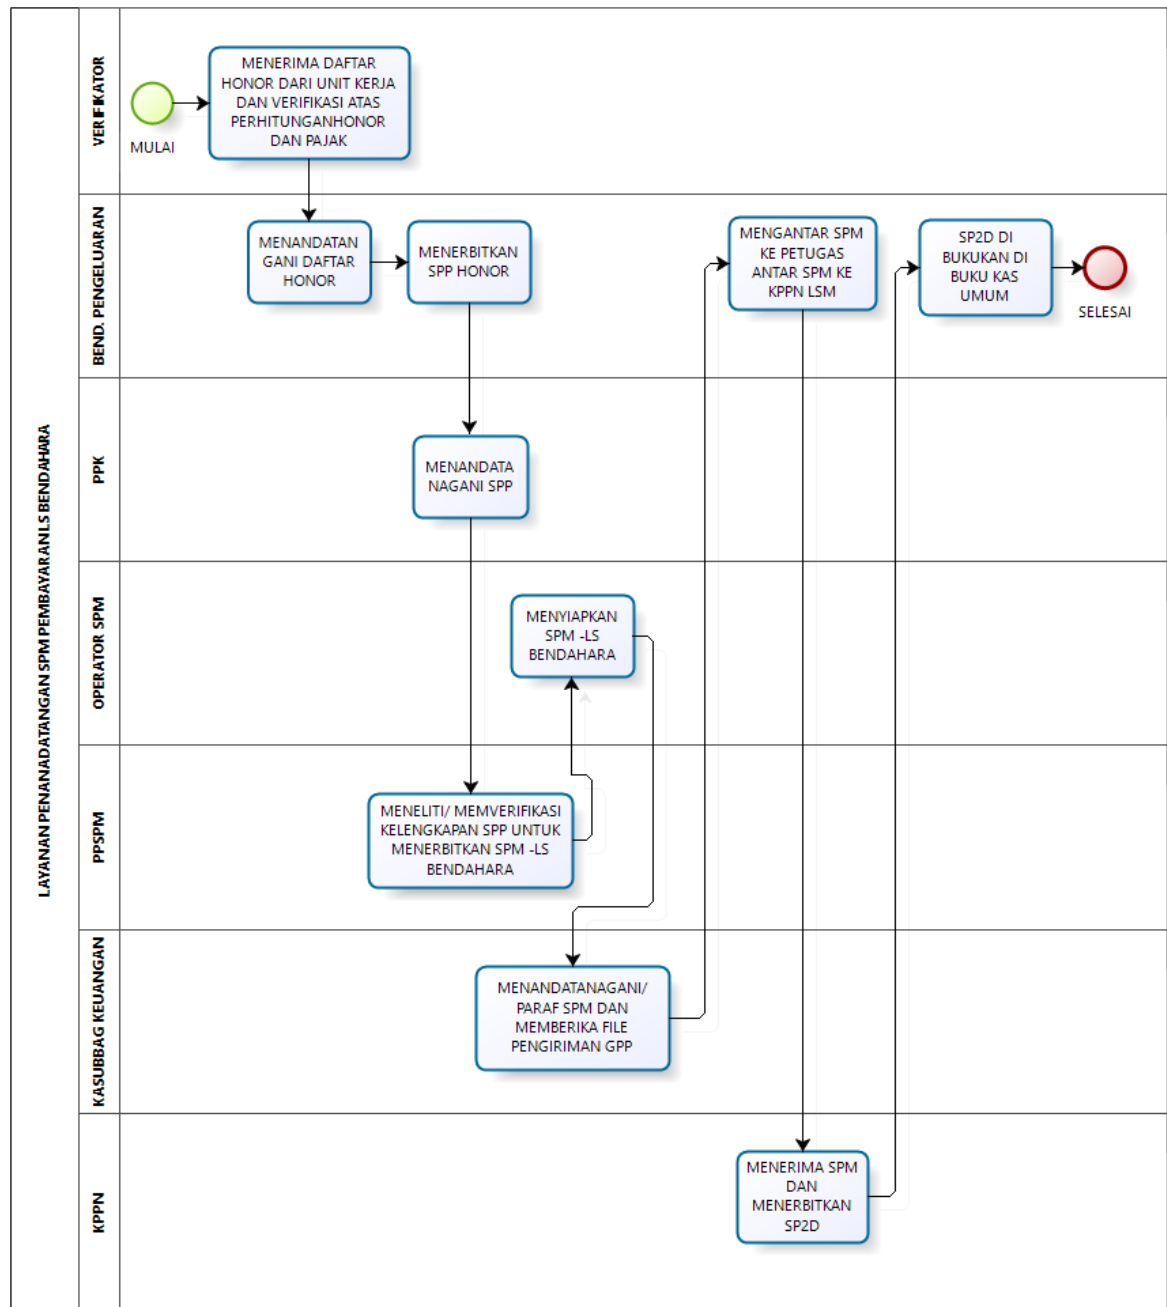 LAYANAN PENANADATANGAN SPM PEMBAYARAN LS BENDAHARA
VERIFIKATOR
MULAI
MENERIMA DAFTAR
HONOR DARI UNIT KERJA
DAN VERIFIKASI ATAS
PERHITUNGANHONOR
DAN PAJAK
BEND. PENGELUARAN
MENANDATAN
GANI DAFTAR
HONOR
MENERBITKAN
SPP HONOR
MENGANTAR SPM
KE PETUGAS
ANTAR SPM KE
KPPN LSM
SP2D DI
BUKUKAN DI
BUKU KAS
UMUM
SELESAI
PPK
MENANDATA
NAGANI SPP
OPERATOR SPM
MENYIAPKAN
SPM -LS
BENDAHARA
PPSPM
MENELITI/ MEMVERIFIKASI
KELENGKAPAN SPP UNTUK
MENERBITKAN SPM -LS
BENDAHARA
KASUBBAG KEUANGAN
MENANDATANAGANI/
PARAF SPM DAN
MEMBERIKA FILE
PENGIRIMAN GPP
KPPN
MENERIMA SPM
DAN
MENERBITKAN
SP2D